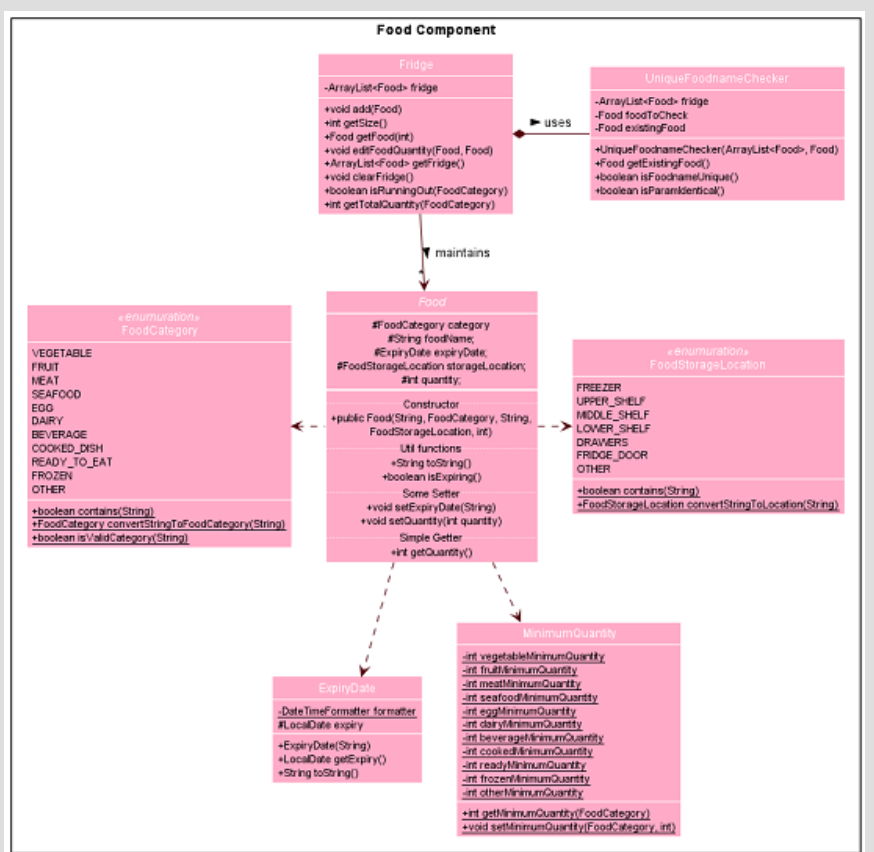 Food Component
Fridge
-ArrayList<Food> fridge
+void add(Food)
+int getSize()
+Food getFood(int)
+void editFoodQuantity(Food, Food)
+ArrayList<Food> getFridge()
+void clearFridge()
+boolean isRunningOut(FoodCategory)
+int getTotalQuantity(FoodCategory)
uses
UniqueFoodnameChecker
-ArrayList<Food> fridge
-Food foodToCheck
-Food existingFood
+UniqueFoodnameChecker(ArrayList<Food>, Food)
+Food getExistingFood()
+boolean isFoodnameUnique()
+boolean isParamIdentical()
maintains
*
«enumuration»
FoodCategory
VEGETABLE
FRUIT
MEAT
SEAFOOD
EGG
DAIRY
BEVERAGE
COOKED_DISH
READY_TO_EAT
FROZEN
OTHER
+boolean contains(String)
+FoodCategory convertStringToFoodCategory(String)
+boolean isValidCategory(String)
Food
#FoodCategory category
#String foodName;
#ExpiryDate expiryDate;
#FoodStorageLocation storageLocation;
#int quantity;
Constructor
+public Food(String, FoodCategory, String,
FoodStorageLocation, int)
Util functions
+String toString()
+boolean isExpiring()
Some Setter
+void setExpiryDate(String)
+void setQuantity(int quantity)
Simple Getter
+int getQuantity()
«enumuration»
FoodStorageLocation
FREEZER
UPPER_SHELF
MIDDLE_SHELF
LOWER_SHELF
DRAWERS
FRIDGE_DOOR
OTHER
+boolean contains(String)
+FoodStorageLocation convertStringToLocation(String)
ExpiryDate
-DateTimeFormatter formatter
#LocalDate expiry
+ExpiryDate(String)
+LocalDate getExpiry()
+String toString()
MinimumQuantity
-int vegetableMinimumQuantity
-int fruitMinimumQuantity
-int meatMinimumQuantity
-int seafoodMinimumQuantity
-int eggMinimumQuantity
-int dairyMinimumQuantity
-int beverageMinimumQuantity
-int cookedMinimumQuantity
-int readyMinimumQuantity
-int frozenMinimumQuantity
-int otherMinimumQuantity
+int getMinimumQuantity(FoodCategory)
+void setMinimumQuantity(FoodCategory, int)